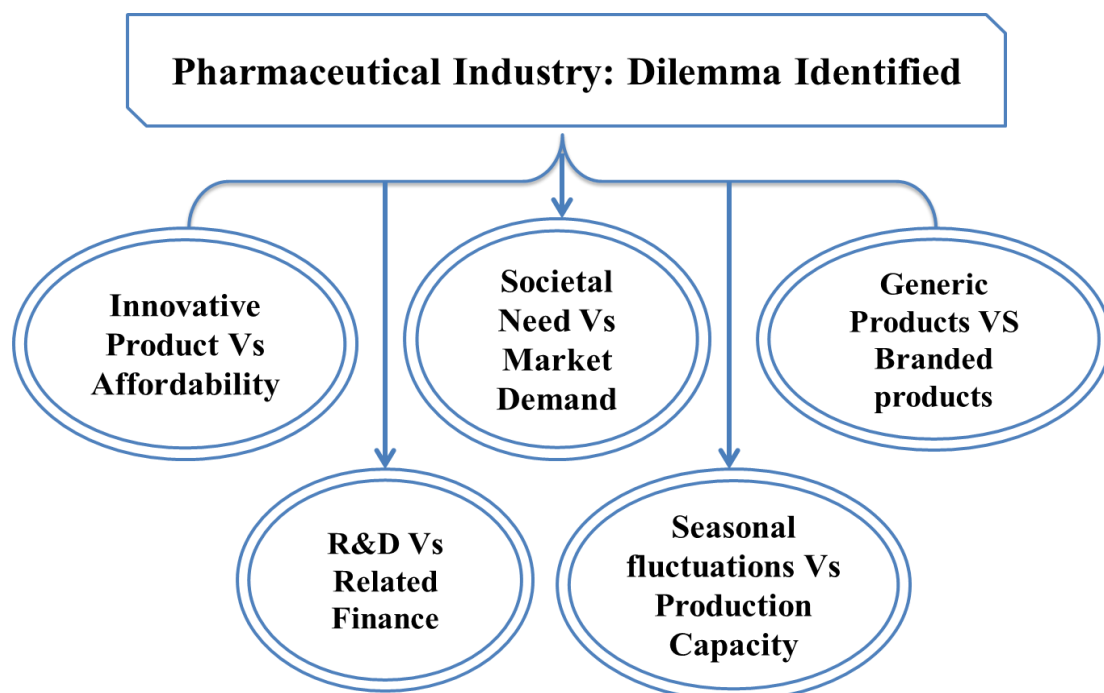 Pharmaceutical Industry: Dilemma Identified
Innovative
Product Vs
Affordability
Societal
Need Vs
Market
Demand
Generic
Products VS
Branded
products
R&D Vs
Related
Finance
Seasonal
fluctuations Vs
Production
Capacity